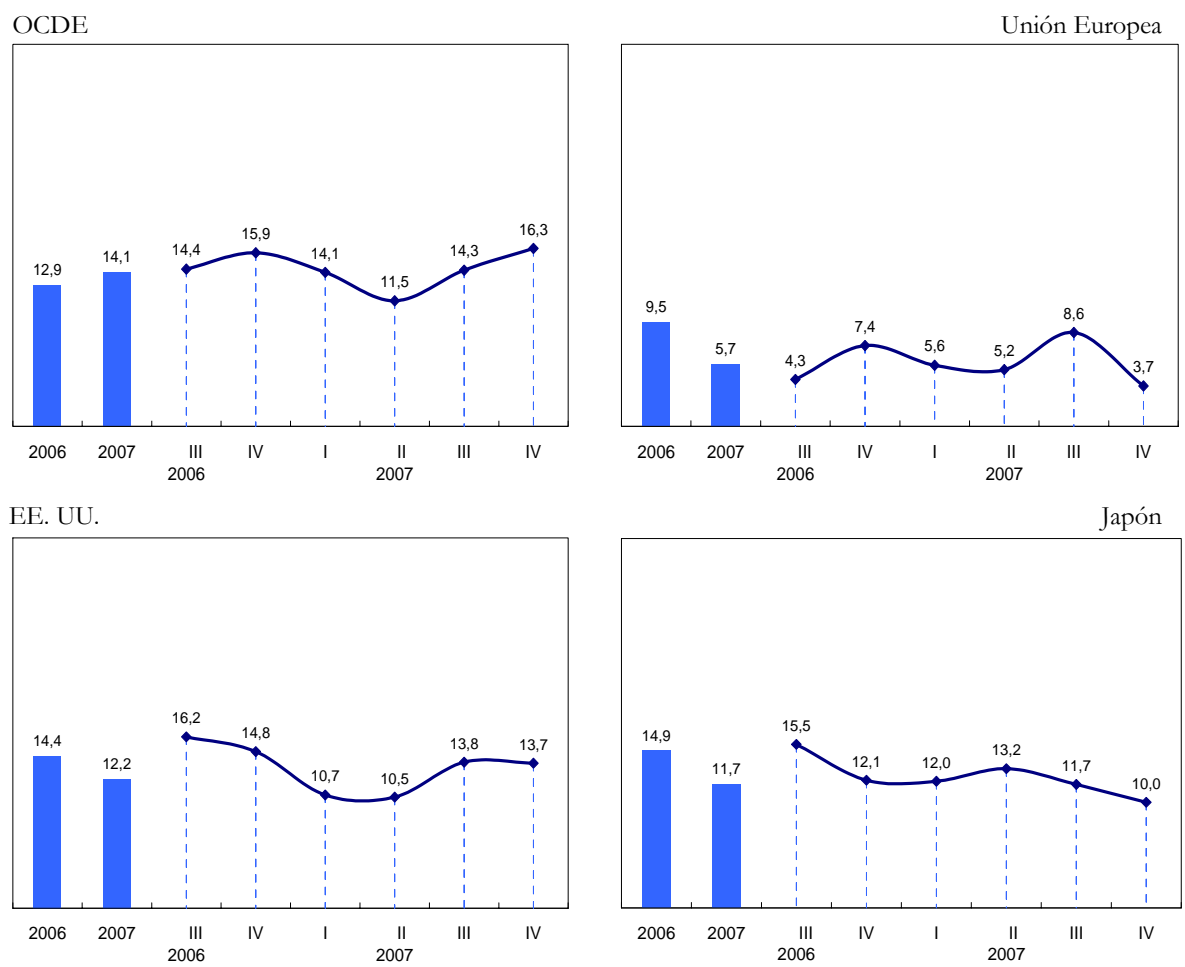 OCDE
Unión Europea
12,9 14,1 14,4 15,9 14,1 11,5 14,3 16,3
2006 2007 III IV I II III IV
2006 2007
9,5 5,7 4,3 7,4 5,6 5,2 8,6 3,7
2006 2007 III IV I II III IV
2006 2007
EE. UU.
Japón
14,4 12,2 16,2 14,8 10,7 10,5 13,8 13,7
2006 2007 III IV I II III IV
2006 2007
14,9 11,7 15,5 12,1 12,0 13,2 11,7 10,0
2006 2007 III IV I II III IV
2006 2007